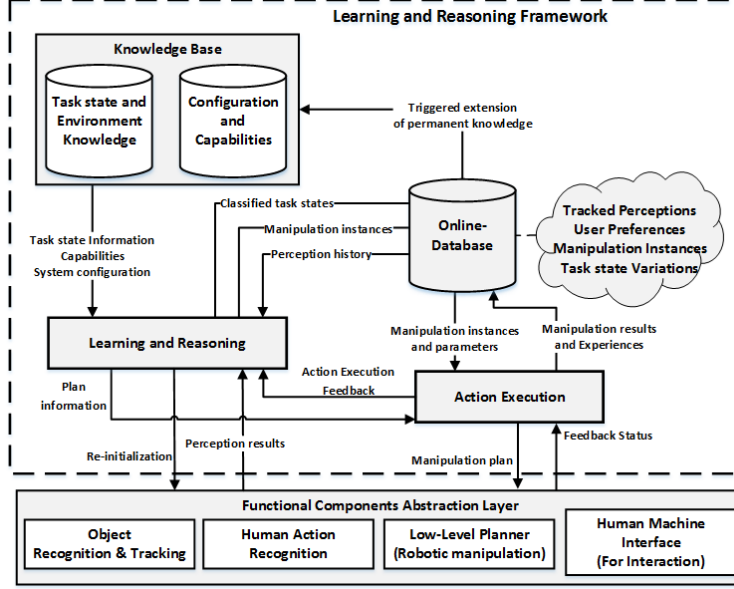 Learning and Reasoning Framework
Knowledge Base
Task state and
Environment
Knowledge
Configuration
and
Capabilities
Triggered extension
of permanent knowledge
Classified task states
Manipulation instances
Perception history
Online-
Database
Tracked Perceptions
User Preferences
Manipulation Instances
Task state Variations
Task state Information
Capabilities
System configuration
Learning and Reasoning
Manipulation instances
and parameters
Manipulation results
and Experiences
Action Execution
Feedback
Action Execution
Plan
information
Re-initialization
Perception results
Manipulation plan
Feedback Status
Functional Components Abstraction Layer
Object
Recognition & Tracking
Human Action
Recognition
Low-Level Planner
(Robotic manipulation)
Human Machine
Interface
(For Interaction)